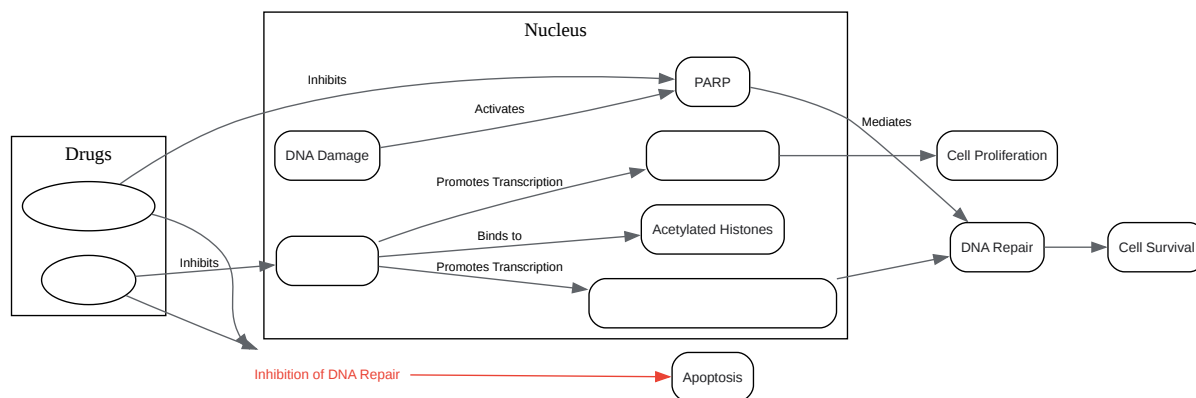 Nucleus
Inhibits
PARP
Activates
Mediates
Drugs
DNA Damage
Cell Proliferation
Promotes Transcription
Acetylated Histones
Binds to
DNA Repair
Cell Survival
Inhibits
Promotes Transcription
Inhibition of DNA Repair
Apoptosis